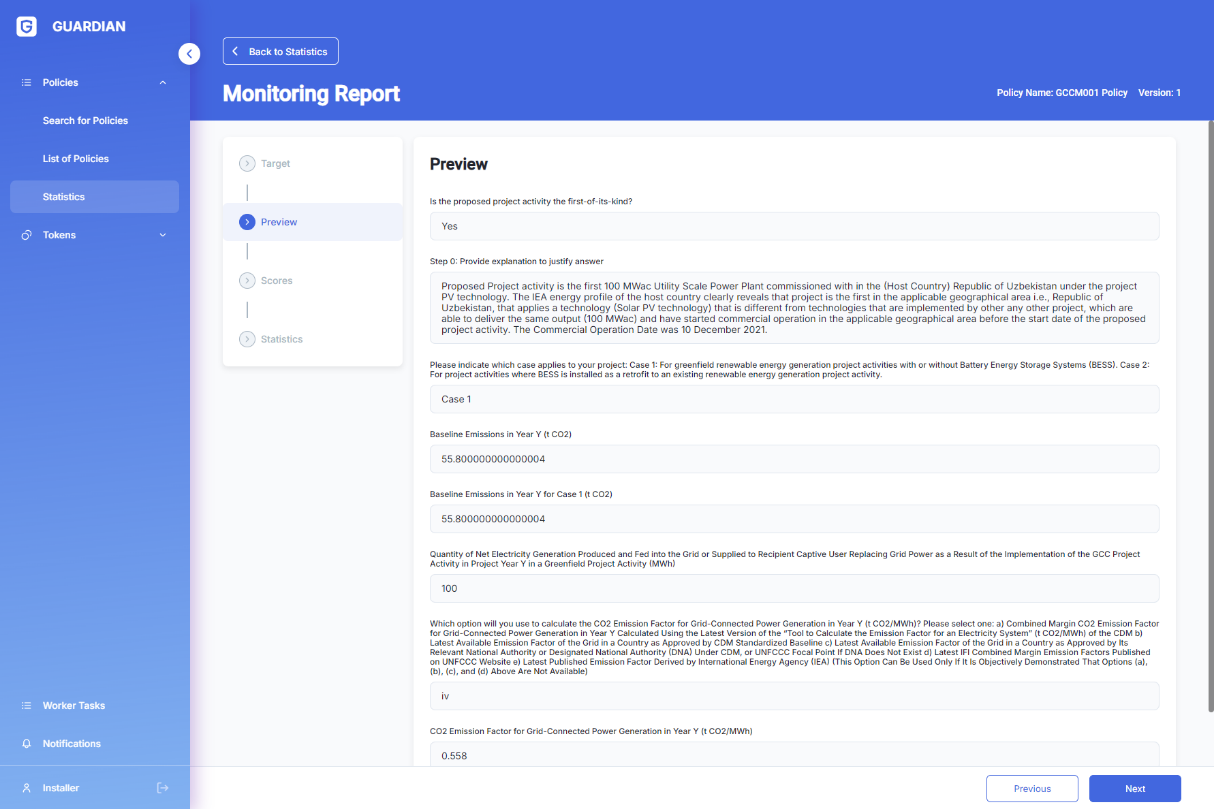 GUARDIAN
Policies
Search for Policies
List of Policies
Statistics
Tokens
Worker Tasks
Notifications
Installer
Back to Statistics
Monitoring Report
Policy Name: GCCM001 Policy Version: 1
Target
Preview
Scores
Statistics
Preview
Is the proposed project activity the first-of-its-kind?
Yes
Step 0: Provide explanation to justify answer
Proposed Project activity is the first 100 MWac Utility Scale Power Plant commissioned with in the (Host Country) Republic of Uzbekistan under the project
PV technology. The IEA energy profile of the host country clearly reveals that project is the first in the applicable geographical area i.e., Republic of
Uzbekistan, that applies a technology (Solar PV technology) that is different from technologies that are implemented by other any other project, which are
able to deliver the same output (100 MWac) and have started commercial operation in the applicable geographical area before the start date of the proposed
project activity. The Commercial Operation Date was 10 December 2021.
Please indicate which case applies to your project: Case 1: For greenfield renewable energy generation project activities with or without Battery Energy Storage Systems (BESS). Case 2:
For project activities where BESS is installed as a retrofit to an existing renewable energy generation project activity.
Case 1
Baseline Emissions in Year Y (t CO2)
55.800000000000004
Baseline Emissions in Year Y for Case 1 (t CO2)
55.800000000000004
Quantity of Net Electricity Generation Produced and Fed into the Grid or Supplied to Recipient Captive User Replacing Grid Power as a Result of the Implementation of the GCC Project
Activity in Project Year Y in a Greenfield Project Activity (MWh)
100
Which option will you use to calculate the CO2 Emission Factor for Grid-Connected Power Generation in Year Y (t CO2/MWh)? Please select one: a) Combined Margin CO2 Emission Factor
for Grid-Connected Power Generation in Year Y Calculated Using the Latest Version of the “Tool to Calculate the Emission Factor for an Electricity System” (t CO2/MWh) of the CDM b)
Latest Available Emission Factor of the Grid in a Country as Approved by CDM Standardized Baseline c) Latest Available Emission Factor of the Grid in a Country as Approved by Its
Relevant National Authority or Designated National Authority (DNA) Under CDM, or UNFCCC Focal Point If DNA Does Not Exist d) Latest IFI Combined Margin Emission Factors Published
on UNFCCC Website e) Latest Published Emission Factor Derived by International Energy Agency (IEA) (This Option Can Be Used Only If It Is Objectively Demonstrated That Options (a),
(b), (c), and (d) Above Are Not Available)
iv
CO2 Emission Factor for Grid-Connected Power Generation in Year Y (t CO2/MWh)
0.558
Previous
Next